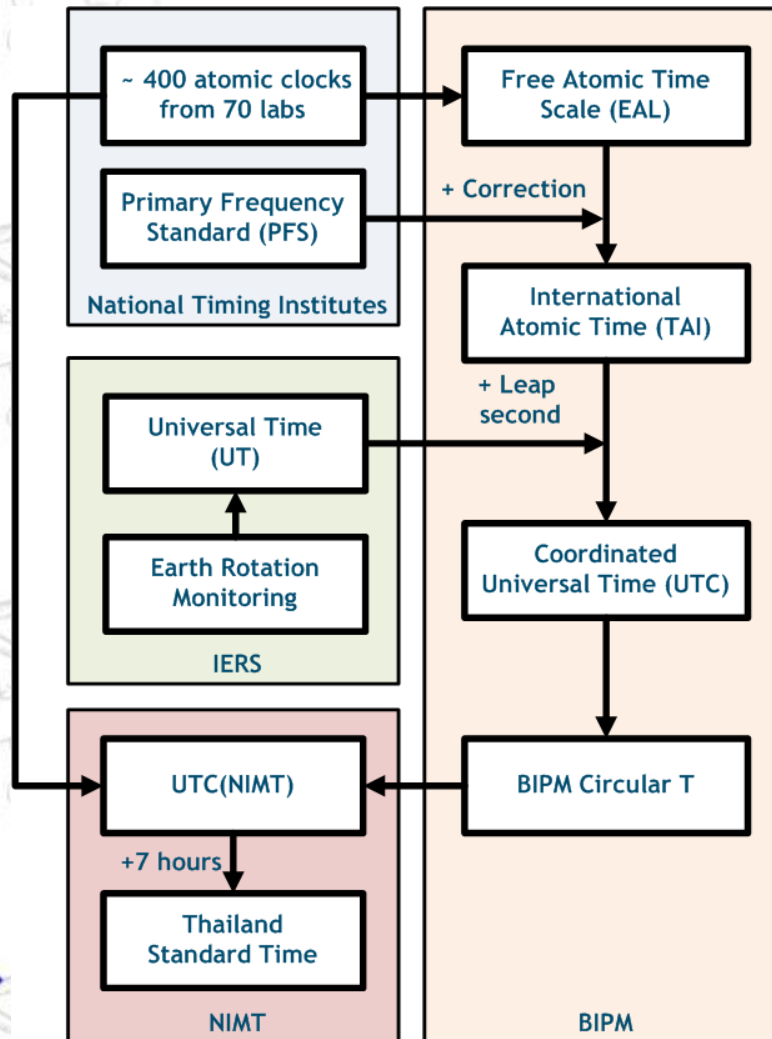 ~ 400 atomic clocks
from 70 labs
Free Atomic Time
Scale (EAL)
+ Correction
Primary Frequency
Standard (PFS)
National Timing Institutes
International
Atomic Time (TAI)
+ Leap
second
Universal Time
(UT)
Earth Rotation
Monitoring
IERS
Coordinated
Universal Time (UTC)
UTC(NIMT)
BIPM Circular T
+7 hours
Thailand
Standard Time
NIMT
BIPM